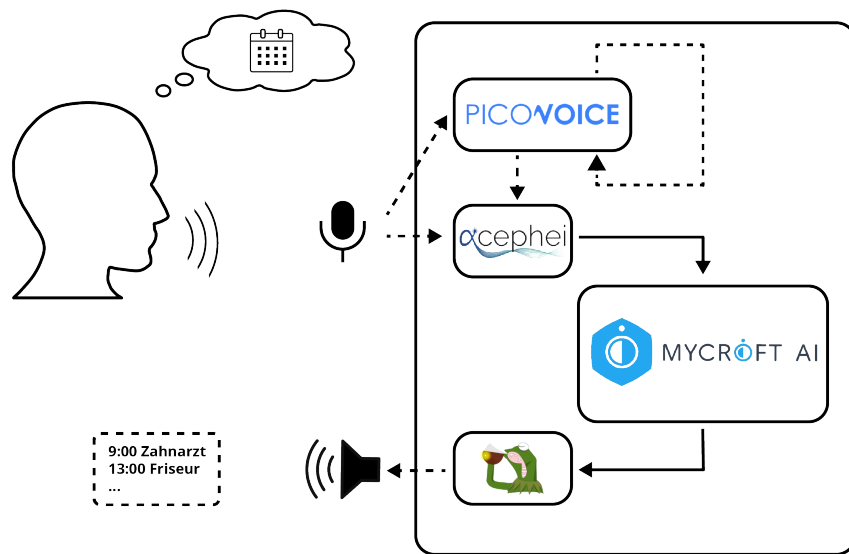 PICOVOICE
αcephei
MYCROFT AI
9:00 Zahnarzt
13:00 Friseur
...